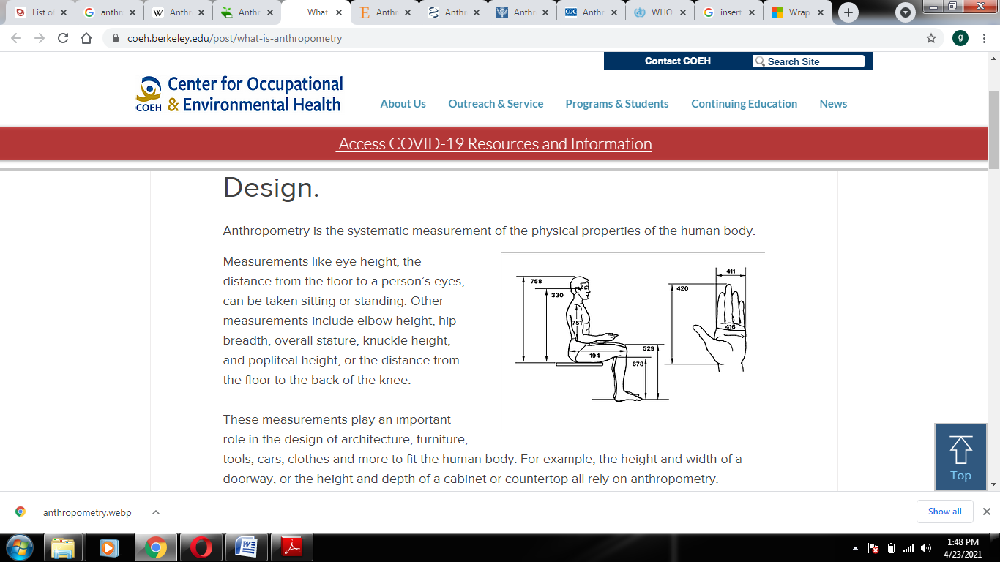 List o
anthr
Anthr
Anthr
What
Anthr
Anthr
Anthr
CDC
Anthr
WHO
insert
Wrap
coeh.berkeley.edu/post/what-is-anthropometry
g
Contact COEH
Search Site
COEH
Center for Occupational
& Environmental Health
About Us
Outreach & Service
Programs & Students
Continuing Education
News
Access COVID-19 Resources and Information
Design.
Anthropometry is the systematic measurement of the physical properties of the human body.
Measurements like eye height, the
distance from the floor to a person's eyes,
can be taken sitting or standing. Other
measurements include elbow height, hip
breadth, overall stature, knuckle height,
and popliteal height, or the distance from
the floor to the back of the knee.
758
330
751
194
529
678
411
420
416
These measurements play an important
role in the design of architecture, furniture,
tools, cars, clothes and more to fit the human body. For example, the height and width of a
doorway, or the height and depth of a cabinet or countertop all rely on anthropometry.
Top
anthropometry.webp
Show all
1:48 PM
4/23/2021